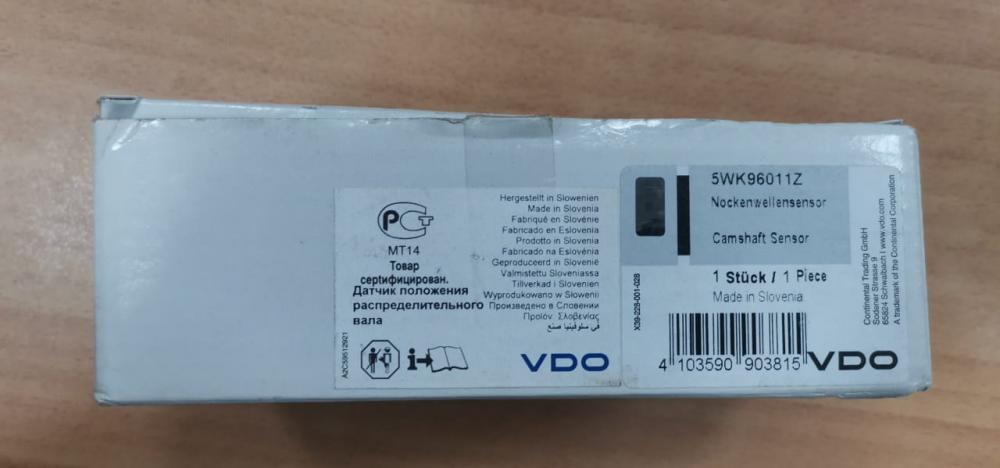 РСТ
МТ14
Товар
сертифицирован.
Датчик положения
распределительного
вала
A2C59512921
i
Hergestellt in Slowenien
Made in Slovenia
Fabriqué en Slovénie
Fabricado en Eslovenia
Prodotto in Slovenia
Fabricado na Eslovénia
Geproduceerd in Slovenië
Valmistettu Sloveniassa
Tillverkad i Slovenien
Wyprodukowano w Słowenii
Произведено в Словении
Προϊόν. Σλοβενίας
في سلوفينيا صنع
VDO
5WK96011Z
Nockenwellensensor
Camshaft Sensor
1 Stück / 1 Piece
Made in Slovenia
X39-229-001-028
4 103590 903815
VDO
Continental Trading GmbH
Sodener Strasse 9
65824 Schwalbach I www.vdo.com
A trademark of the Continental Corporation